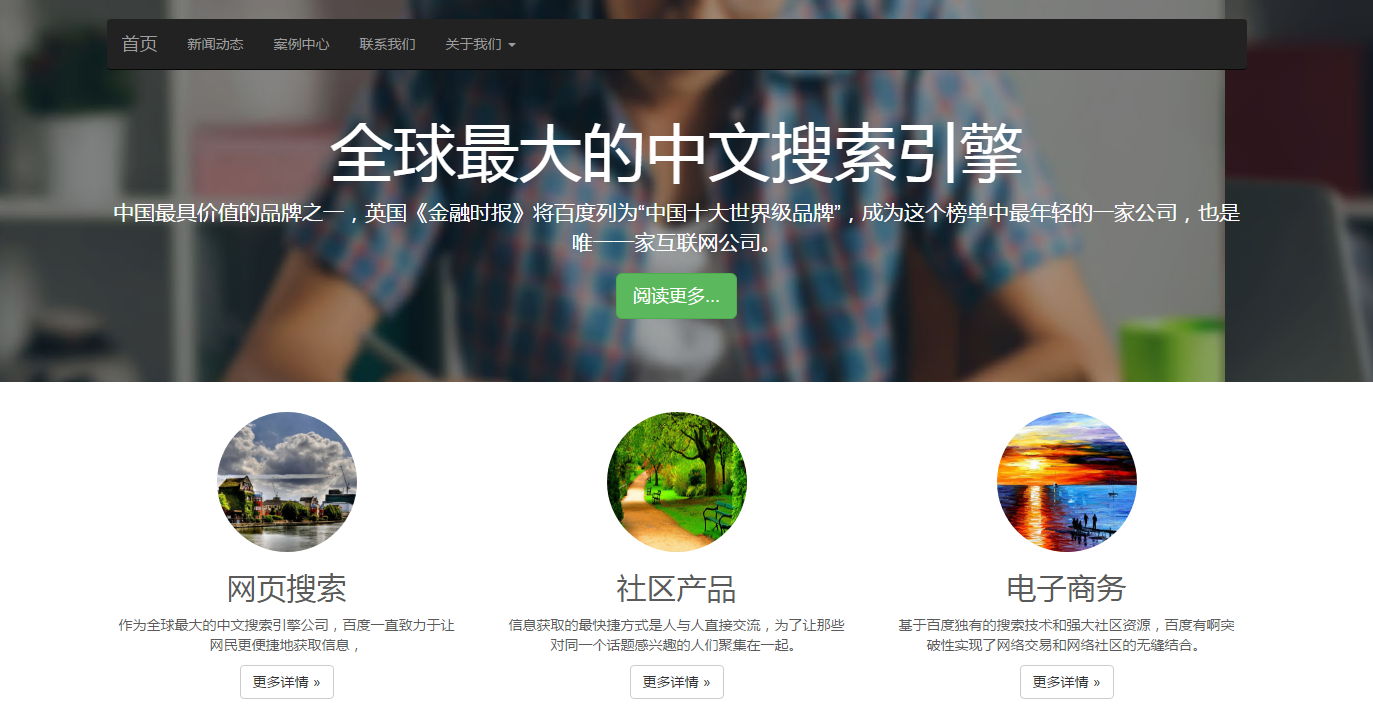 首页 新闻动态 案例中心 联系我们 关于我们
全球最大的中文搜索引擎
中国最具价值的品牌之一，英国《金融时报》将百度列为“中国十大世界级品牌”，成为这个榜单中最年轻的一家公司，也是
唯一一家互联网公司。
阅读更多...
网页搜索
作为全球最大的中文搜索引擎公司，百度一直致力于让
网民更便捷地获取信息，
更多详情 »
社区产品
信息获取的最快捷方式是人与人直接交流，为了让那些
对同一个话题感兴趣的人们聚集在一起。
更多详情 »
电子商务
基于百度独有的搜索技术和强大社区资源，百度有啊突
破性实现了网络交易和网络社区的无缝结合。
更多详情 »